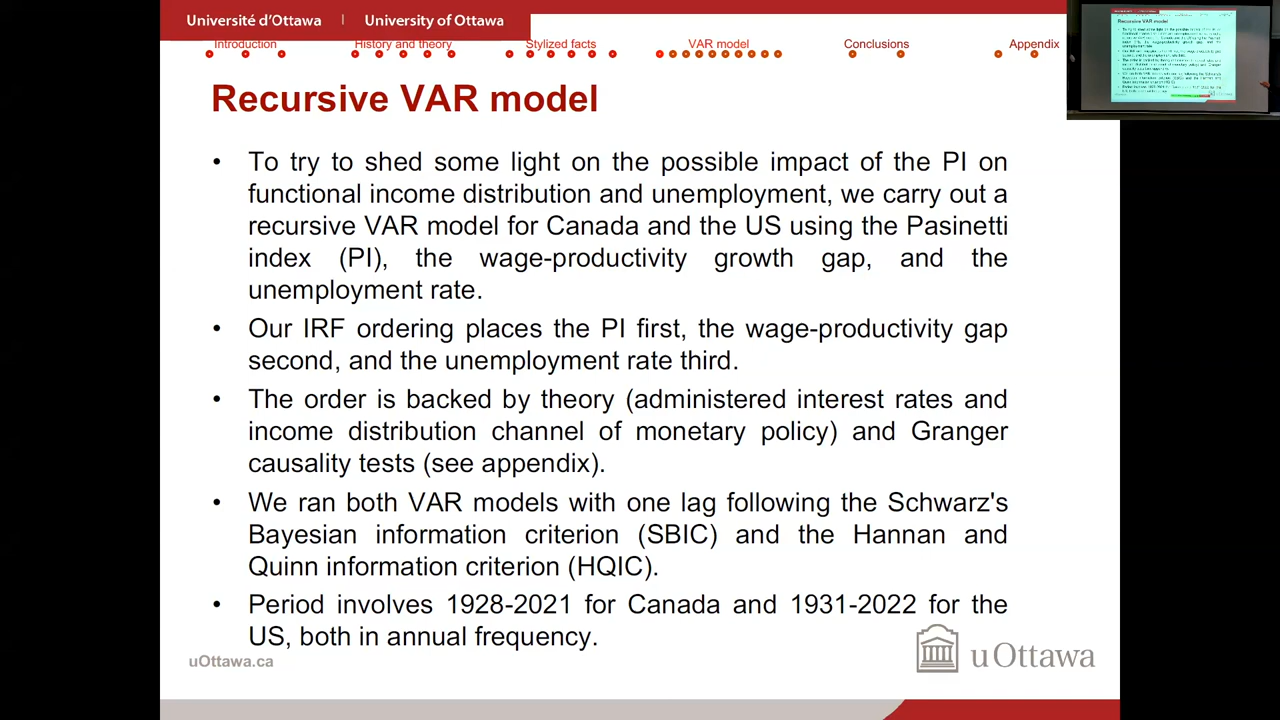 Université d'Ottawa | University of Ottawa
Introduction History and theory Stylized facts VAR model Conclusions Appendix
Recursive VAR model
• To try to shed some light on the possible impact of the PI on
functional income distribution and unemployment, we carry out a
recursive VAR model for Canada and the US using the Pasinetti
index (PI), the wage-productivity growth gap, and the
unemployment rate.
• Our IRF ordering places the PI first, the wage-productivity gap
second, and the unemployment rate third.
• The order is backed by theory (administered interest rates and
income distribution channel of monetary policy) and Granger
causality tests (see appendix).
• We ran both VAR models with one lag following the Schwarz's
Bayesian information criterion (SBIC) and the Hannan and
Quinn information criterion (HQIC).
• Period involves 1928-2021 for Canada and 1931-2022 for the
US, both in annual frequency.
uOttawa.ca
uOttawa
Recursive VAR model